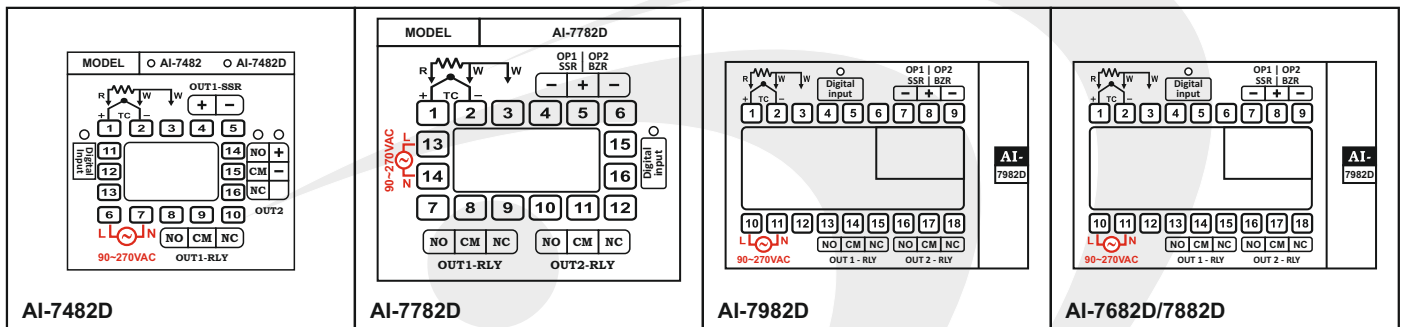 MODEL AI-7482 AI-7482D
OUT1-SSR
R W W + −
+ TC −
1 2 3 4 5
Digital Input
11 14 NO +
12 15 CM −
13 16 NC
OUT2
6 7 8 9 10
L N NO CM NC
90~270VAC OUT1-RLY
AI-7482D
MODEL AI-7782D
OP1 OP2
SSR BZR
R W W − + −
+ TC −
1 2 3 4 5 6
90~270VAC
L 13 15
N 14 16
Digital input
7 8 9 10 11 12
NO CM NC NO CM NC
OUT1-RLY OUT2-RLY
AI-7782D
OP1 OP2
R W W Digital input SSR BZR
+ TC − − + −
1 2 3 4 5 6 7 8 9
AI-
7982D
10 11 12 13 14 15 16 17 18
L N NO CM NC NO CM NC
90~270VAC OUT 1 - RLY OUT 2 - RLY
AI-7982D
OP1 OP2
R W W Digital input SSR BZR
+ TC − − + −
1 2 3 4 5 6 7 8 9
AI-
7982D
10 11 12 13 14 15 16 17 18
L N NO CM NC NO CM NC
90~270VAC OUT 1 - RLY OUT 2 - RLY
AI-7682D/7882D